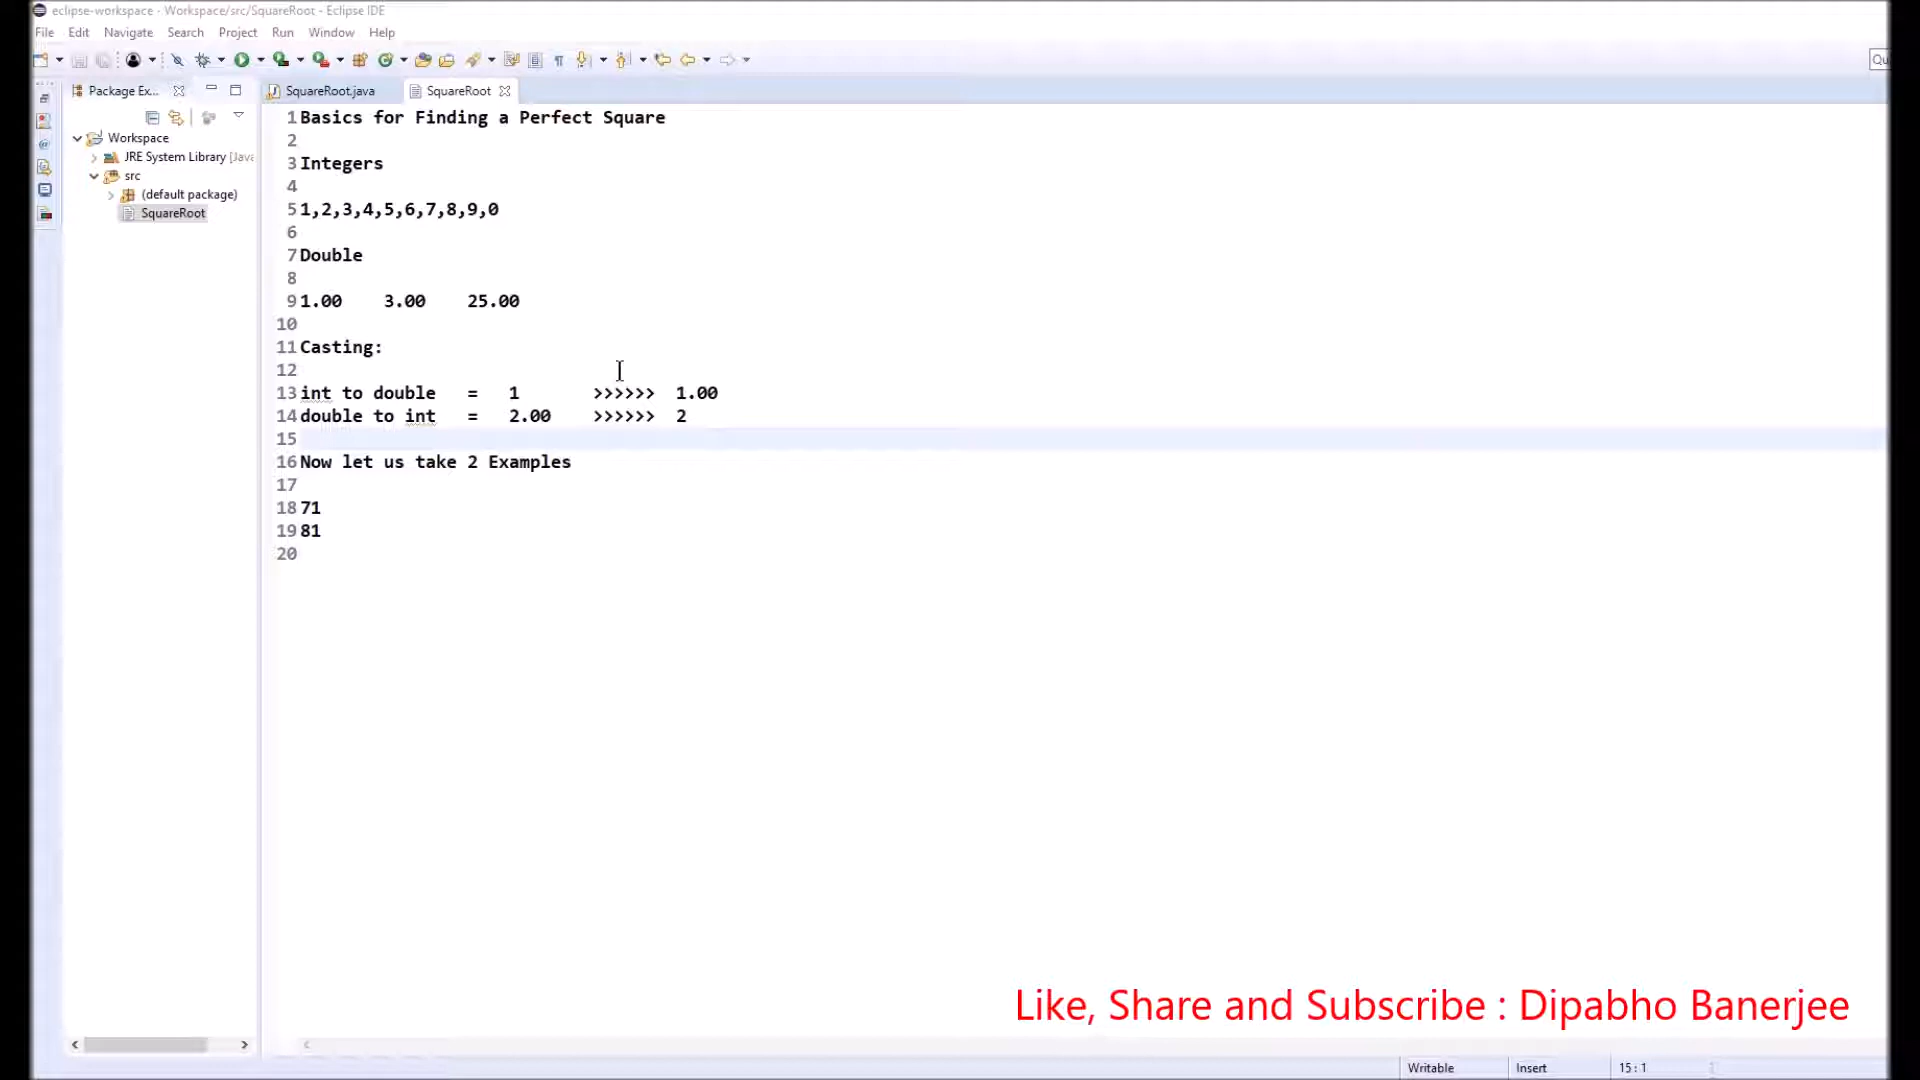 eclipse-workspace - Workspace/src/SquareRoot - Eclipse IDE
File Edit Navigate Search Project Run Window Help
Package Ex... SquareRoot.java SquareRoot
Workspace
JRE System Library
src
(default package)
SquareRoot
1 Basics for Finding a Perfect Square
2
3 Integers
4
5 1,2,3,4,5,6,7,8,9,0
6
7 Double
8
9 1.00 3.00 25.00
10
11 Casting:
12
13 int to double = 1 >>>>>> 1.00
14 double to int = 2.00 >>>>>> 2
15
16 Now let us take 2 Examples
17
18 71
19 81
20
Like, Share and Subscribe : Dipabho Banerjee
Writable Insert 15 : 1